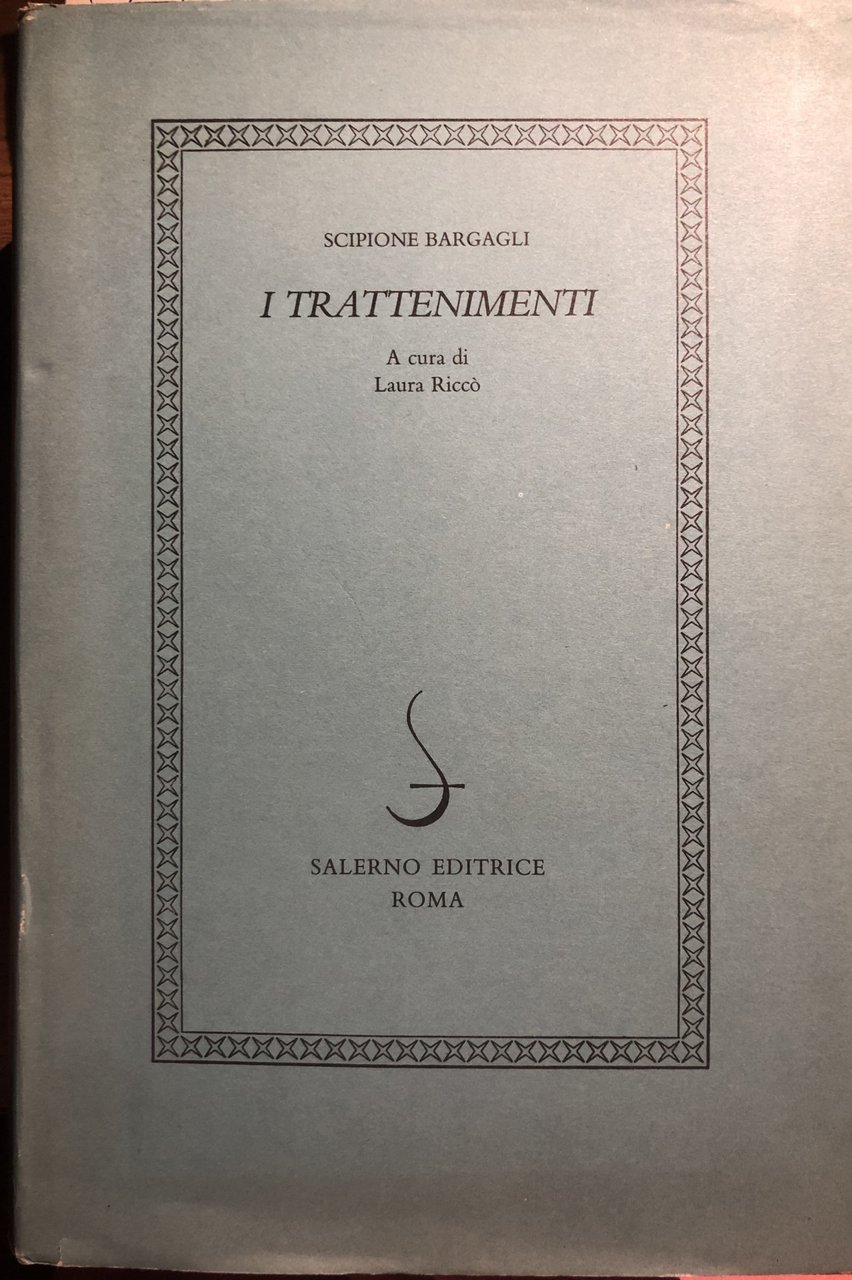 SCIPIONE BARGAGLI
I TRATTENIMENTI
A cura di
Laura Riccò
SALERNO EDITRICE
ROMA